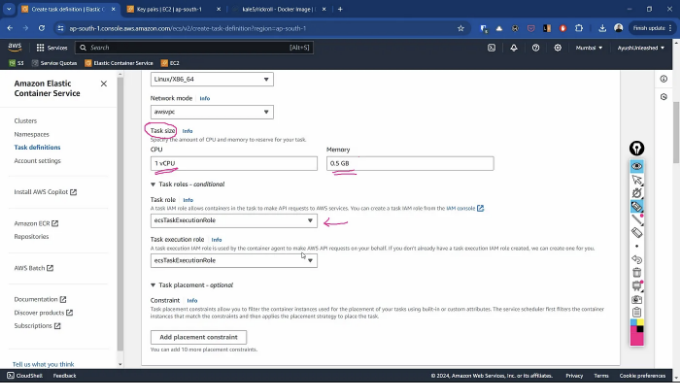 Create task definition | Elastic C
Key pairs | EC2 | ap-south-1
kale5/rickroll - Docker Image |
ap-south-1.console.aws.amazon.com/ecs/v2/create-task-definition?region=ap-south-1
Finish update
aws
Services
Search
[Alt+S]
Mumbai
AyushUnleashed
S3
Service Quotas
Elastic Container Service
EC2
Amazon Elastic
Container Service
Clusters
Namespaces
Task definitions
Account settings
Install AWS Copilot
Amazon ECR
Repositories
AWS Batch
Documentation
Discover products
Subscriptions
Tell us what you think
Linux/X86_64
Network mode Info
awsvpc
Task size Info
Specify the amount of CPU and memory to reserve for your task.
CPU
Memory
1 vCPU
0.5 GB
Task roles - conditional
Task role Info
A task IAM role allows containers in the task to make API requests to AWS services. You can create a task IAM role from the IAM console
ecsTaskExecutionRole
Task execution role Info
A task execution IAM role is used by the container agent to make AWS API requests on your behalf. If you don't already have a task execution IAM role created, we can create one for you.
ecsTaskExecutionRole
Task placement - optional
Constraint Info
Task placement constraints allow you to filter the container instances used for the placement of your tasks using built-in or custom attributes. The service scheduler first filters the container
instances that match the constraints and then applies the placement strategy to place the task.
Add placement constraint
You can add 10 more placement constraints.
CloudShell
Feedback
© 2024, Amazon Web Services, Inc. or its affiliates.
Privacy
Terms
Cookie preferences